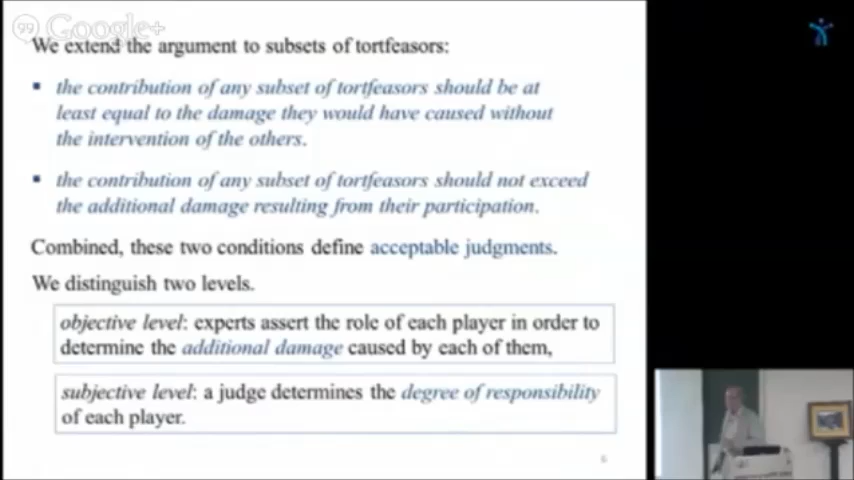 Google+
We extend the argument to subsets of tortfeasors:
the contribution of any subset of tortfeasors should be at
least equal to the damage they would have caused without
the intervention of the others.
the contribution of any subset of tortfeasors should not exceed
the additional damage resulting from their participation.
Combined, these two conditions define acceptable judgments.
We distinguish two levels.
objective level: experts assert the role of each player in order to
determine the additional damage caused by each of them,
subjective level: a judge determines the degree of responsibility
of each player.
6